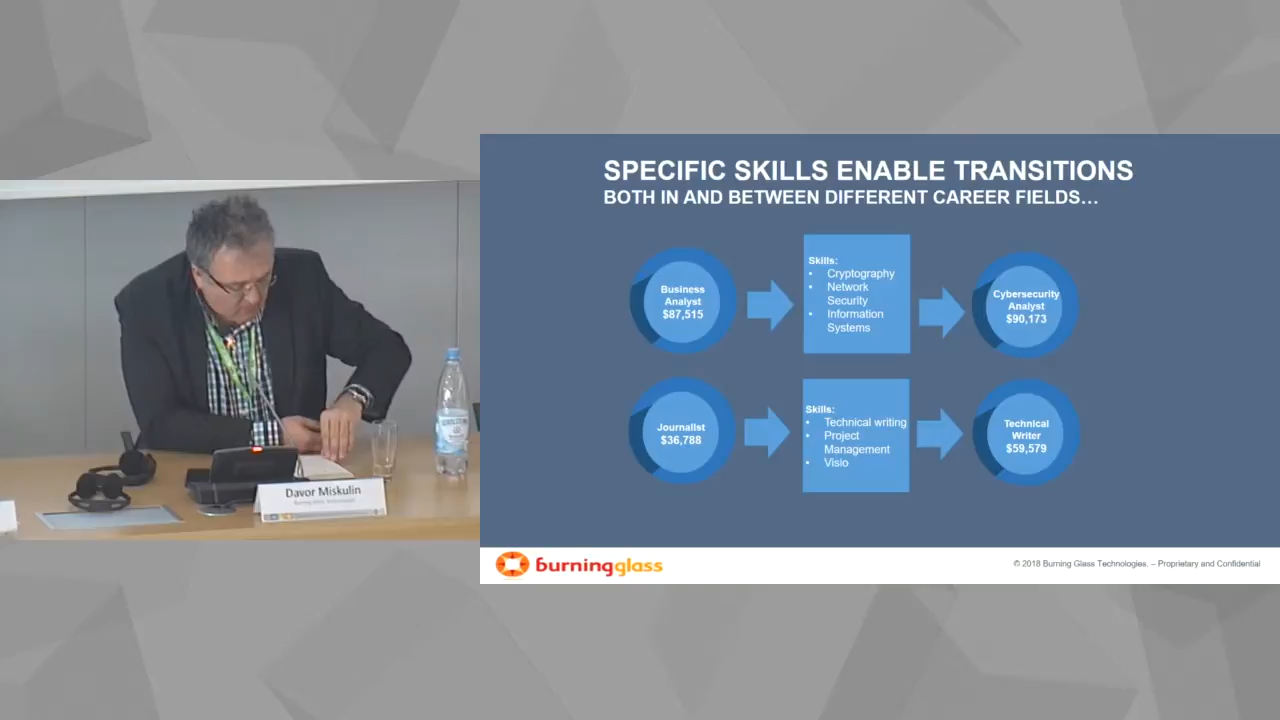 SPECIFIC SKILLS ENABLE TRANSITIONS
BOTH IN AND BETWEEN DIFFERENT CAREER FIELDS…
Business
Analyst
$87,515
Skills:
• Cryptography
• Network
Security
• Information
Systems
Cybersecurity
Analyst
$90,173
Journalist
$36,788
Skills:
• Technical writing
• Project
Management
• Visio
Technical
Writer
$59,579
Davor Miskulin
burningglass
© 2018 Burning Glass Technologies. – Proprietary and Confidential